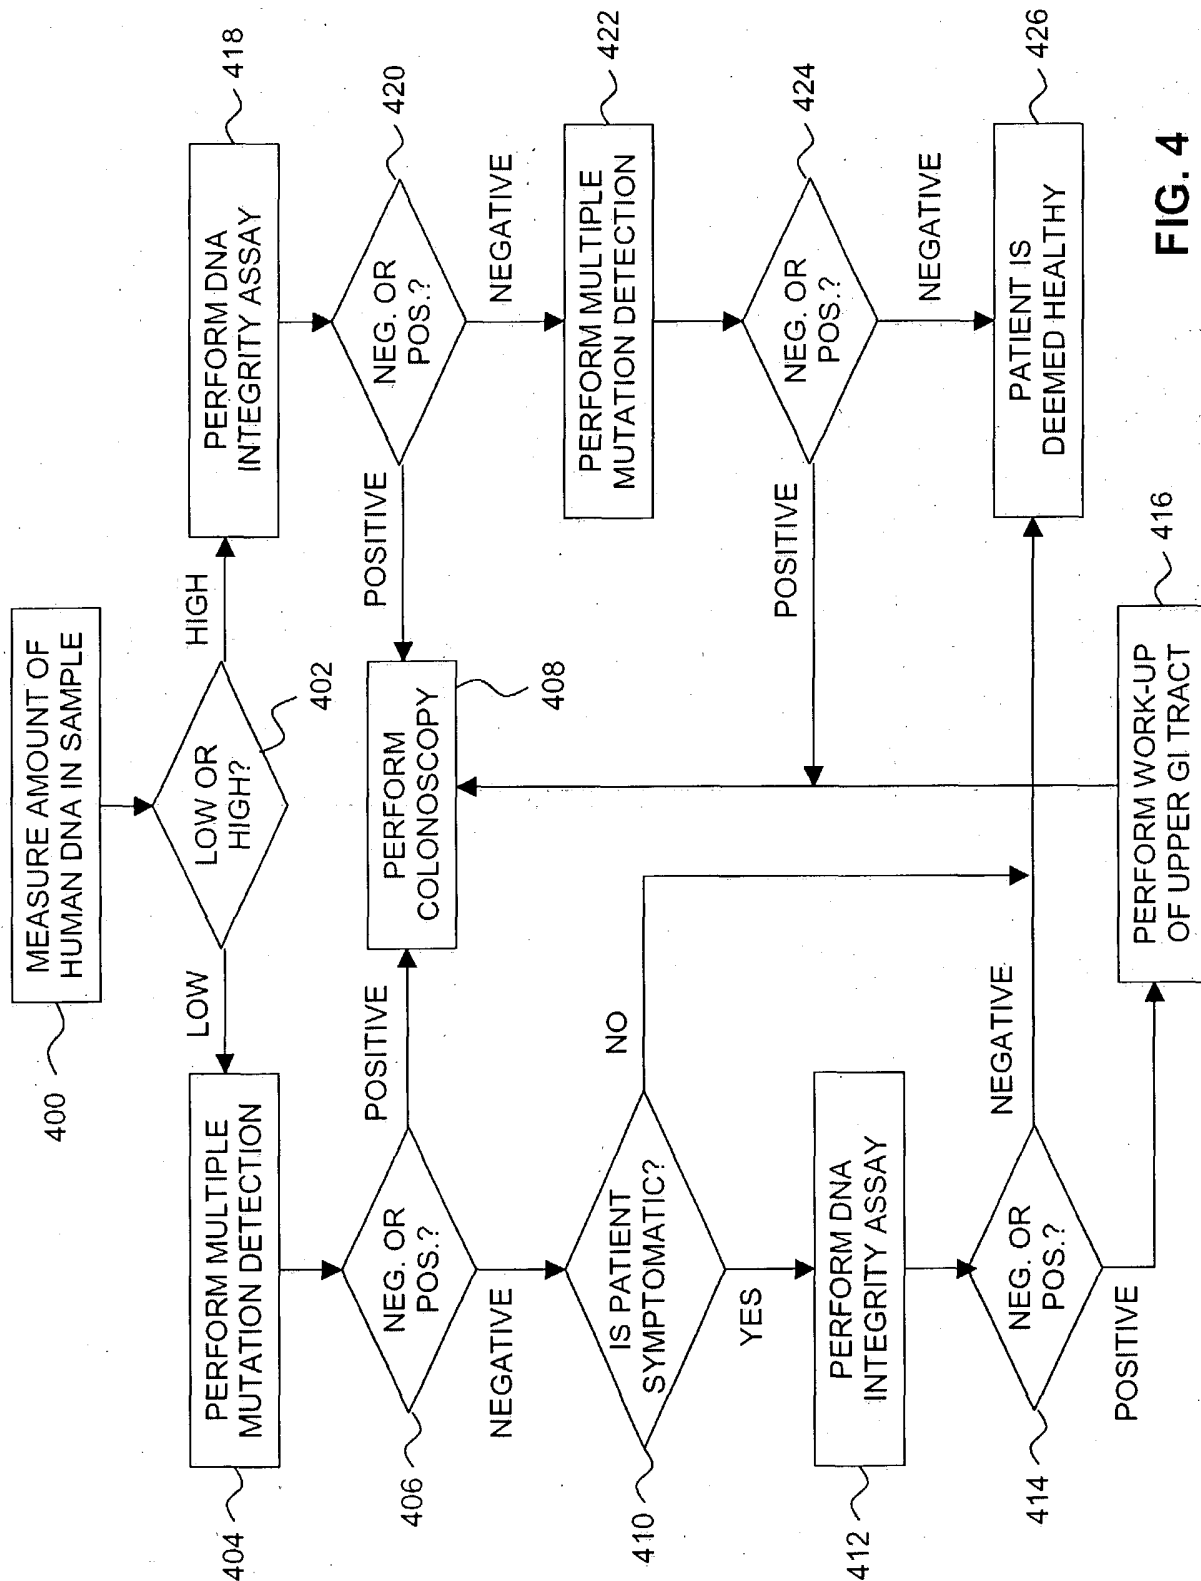 MEASURE AMOUNT OF
HUMAN DNA IN SAMPLE
400
LOW OR
HIGH?
402
LOW
HIGH
PERFORM MULTIPLE
MUTATION DETECTION
404
PERFORM DNA
INTEGRITY ASSAY
418
NEG. OR
POS.?
406
POSITIVE
PERFORM
COLONOSCOPY
408
POSITIVE
NEG. OR
POS.?
420
NEGATIVE
NEGATIVE
IS PATIENT
SYMPTOMATIC?
410
NO
YES
PERFORM MULTIPLE
MUTATION DETECTION
422
PERFORM DNA
INTEGRITY ASSAY
412
POSITIVE
NEG. OR
POS.?
424
NEGATIVE
NEG. OR
POS.?
414
NEGATIVE
POSITIVE
PATIENT IS
DEEMED HEALTHY
426
PERFORM WORK-UP
OF UPPER GI TRACT
416
FIG. 4